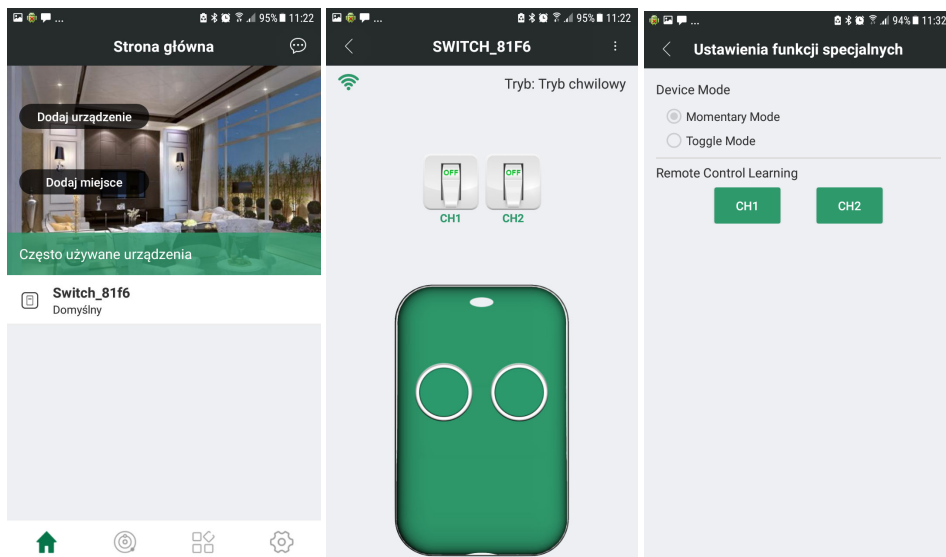 ... 95% 11:22
Strona główna
Dodaj urządzenie
Dodaj miejsce
Często używane urządzenia
Switch_81f6
Domyślny
... 95% 11:22
SWITCH_81F6
Tryb: Tryb chwilowy
OFF OFF
CH1 CH2
... 94% 11:32
Ustawienia funkcji specjalnych
Device Mode
Momentary Mode
Toggle Mode
Remote Control Learning
CH1 CH2